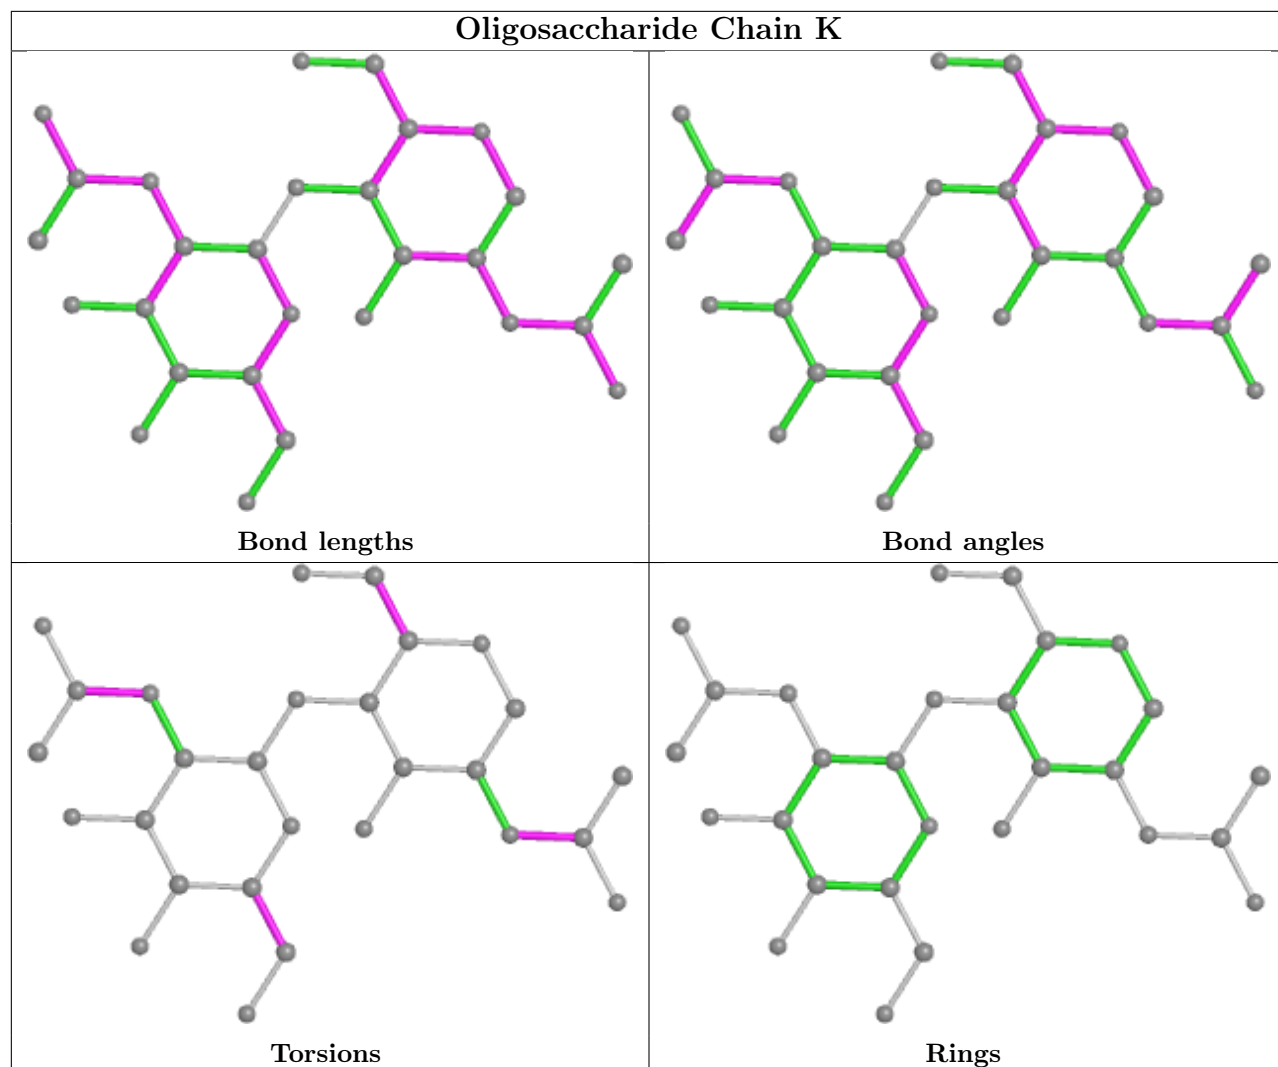 Oligosaccharide Chain K
Bond lengths
Bond angles
Torsions
Rings